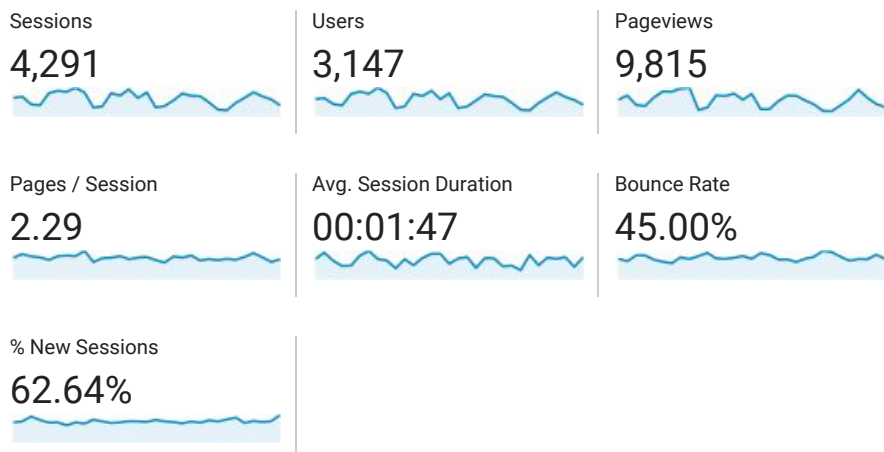 Sessions
4,291
Users
3,147
Pageviews
9,815
Pages / Session
2.29
Avg. Session Duration
00:01:47
Bounce Rate
45.00%
% New Sessions
62.64%